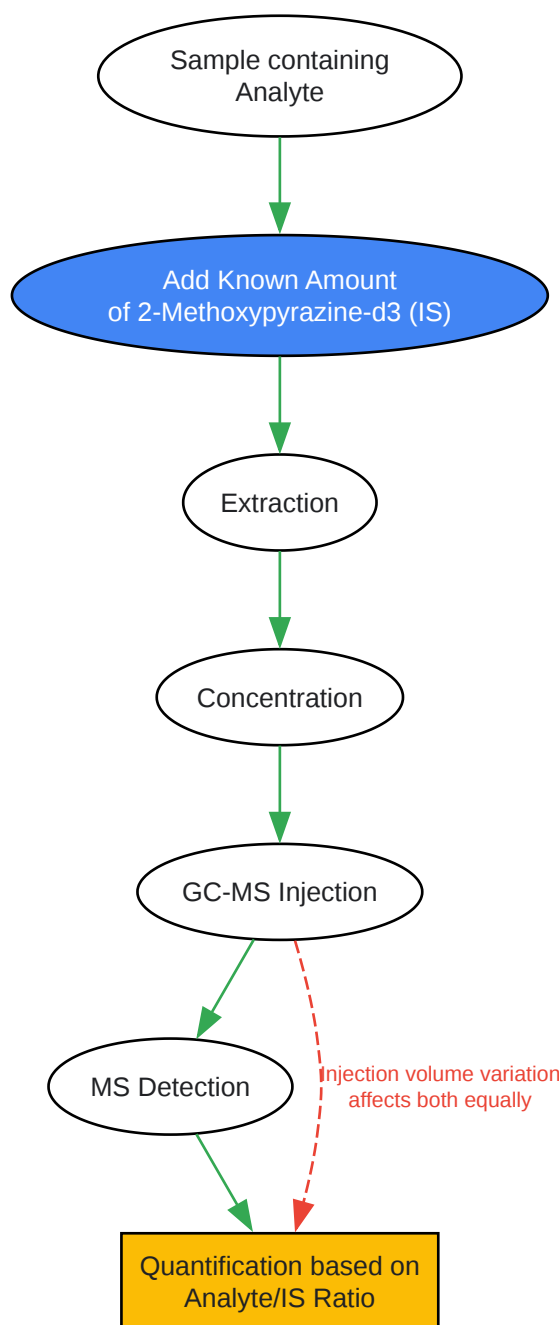 Sample containing
Analyte
Add Known Amount
of 2-Methoxypyrazine-d3 (IS)
Extraction
Concentration
GC-MS Injection
MS Detection
Injection volume variation
affects both equally
Quantification based on
Analyte/IS Ratio